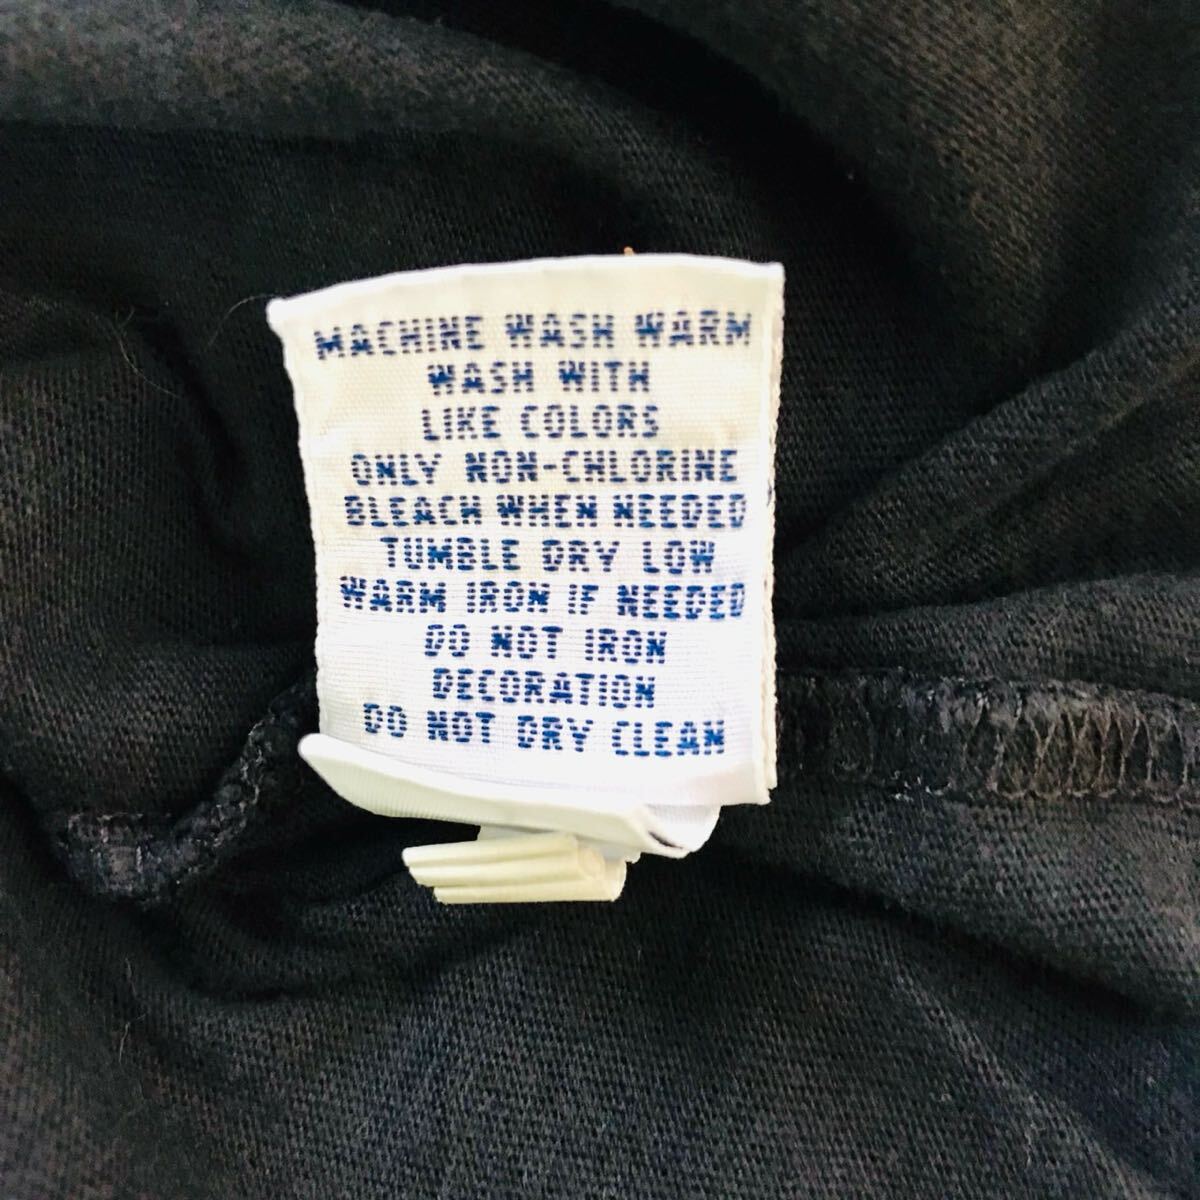 MACHINE WASH WARM
WASH WITH
LIKE COLORS
ONLY NON-CHLORINE
BLEACH WHEN NEEDED
TUMBLE DRY LOW
WARM IRON IF NEEDED
DO NOT IRON
DECORATION
DO NOT DRY CLEAN